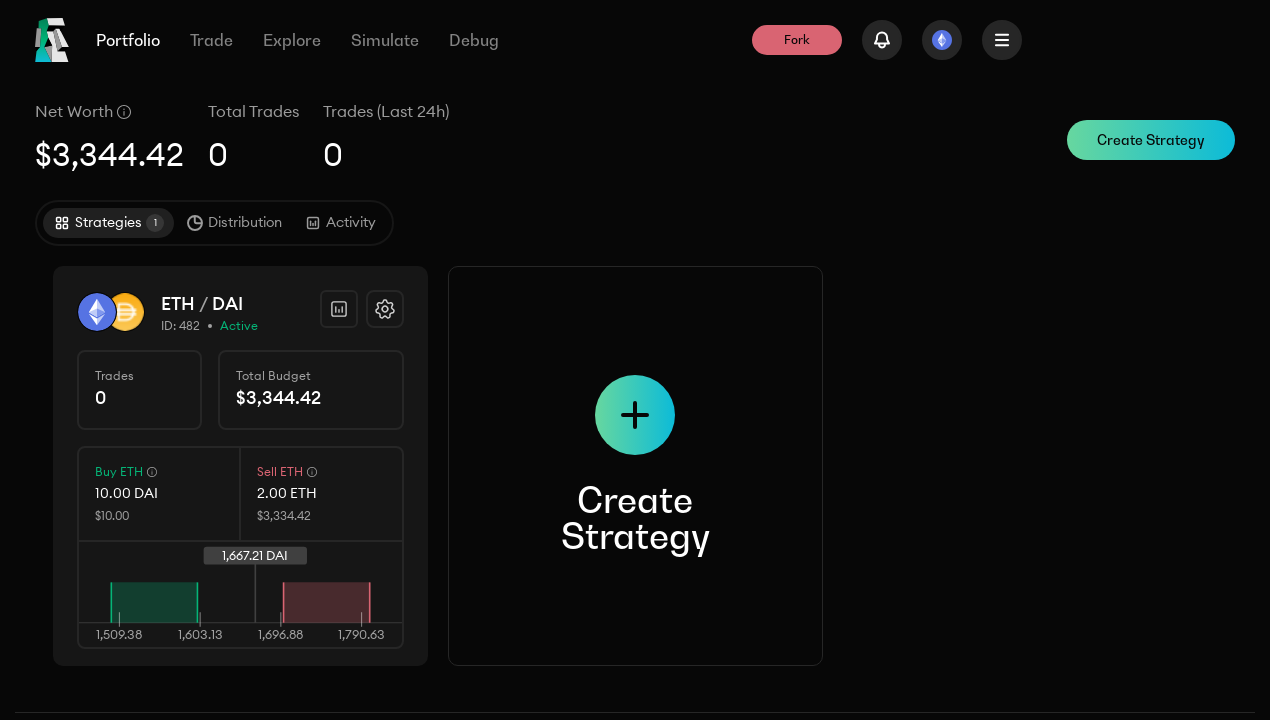 Portfolio Trade Explore Simulate Debug Fork
Net Worth Total Trades Trades (Last 24h)
$3,344.42 0 0
Create Strategy
Strategies 1 Distribution Activity
ETH / DAI
ID: 482 • Active
Trades Total Budget
0 $3,344.42
Buy ETH Sell ETH
10.00 DAI 2.00 ETH
$10.00 $3,334.42
1,667.21 DAI
1,509.38 1,603.13 1,696.88 1,790.63
Create
Strategy